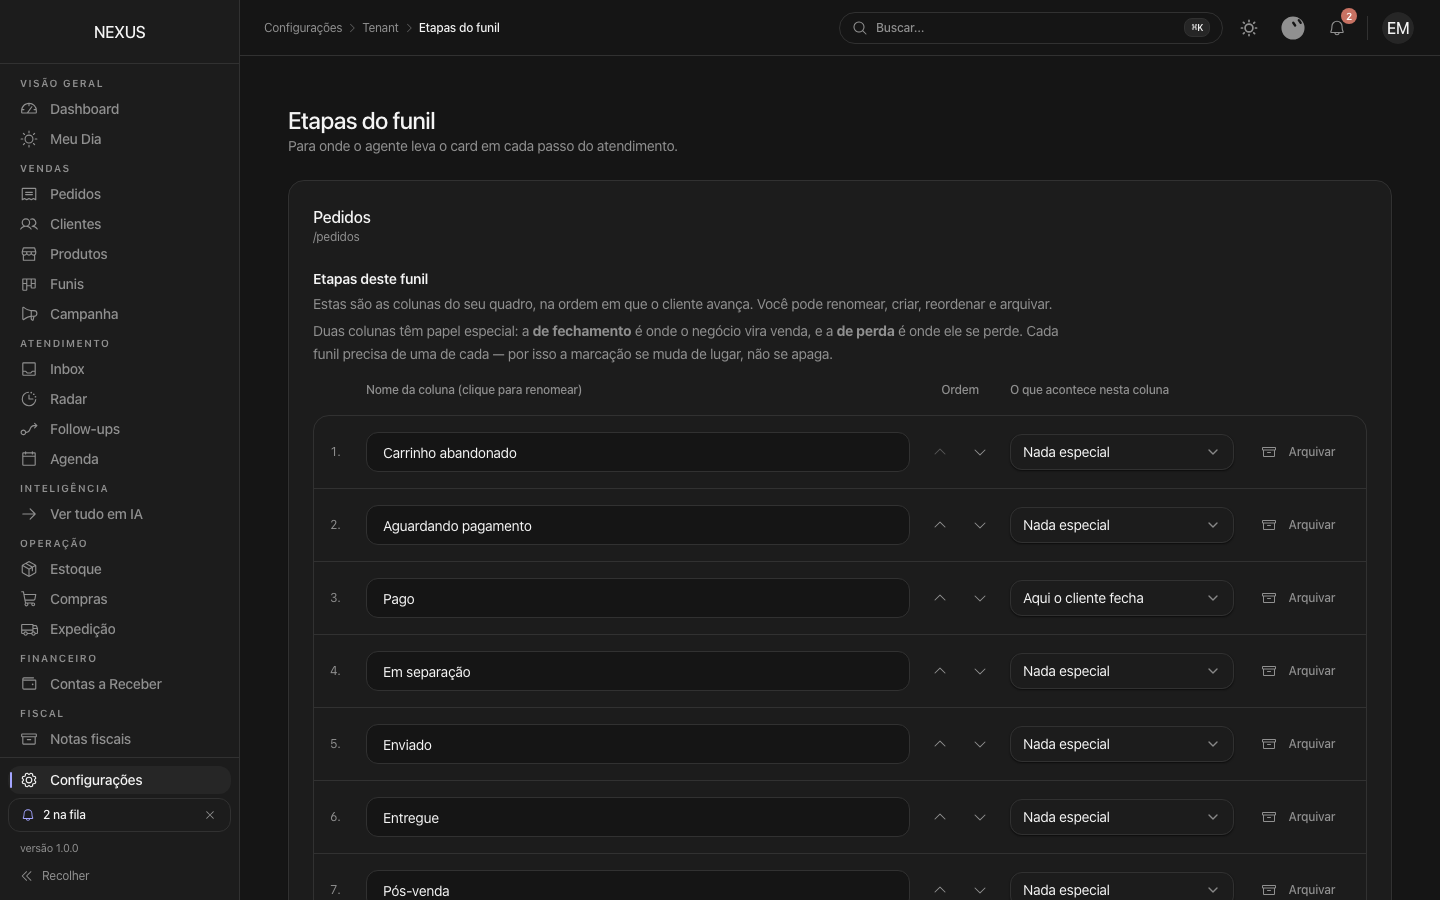 NEXUS
Configurações > Tenant > Etapas do funil
Buscar...
⌘K
2
EM
VISÃO GERAL
Dashboard
Meu Dia
VENDAS
Pedidos
Clientes
Produtos
Funis
Campanha
ATENDIMENTO
Inbox
Radar
Follow-ups
Agenda
INTELIGÊNCIA
Ver tudo em IA
OPERAÇÃO
Estoque
Compras
Expedição
FINANCEIRO
Contas a Receber
FISCAL
Notas fiscais
Configurações
2 na fila
versão 1.0.0
Recolher
Etapas do funil
Para onde o agente leva o card em cada passo do atendimento.
Pedidos
/pedidos
Etapas deste funil
Estas são as colunas do seu quadro, na ordem em que o cliente avança. Você pode renomear, criar, reordenar e arquivar.
Duas colunas têm papel especial: a de fechamento é onde o negócio vira venda, e a de perda é onde ele se perde. Cada
funil precisa de uma de cada — por isso a marcação se muda de lugar, não se apaga.
Nome da coluna (clique para renomear) Ordem O que acontece nesta coluna
1. Carrinho abandonado Nada especial Arquivar
2. Aguardando pagamento Nada especial Arquivar
3. Pago Aqui o cliente fecha Arquivar
4. Em separação Nada especial Arquivar
5. Enviado Nada especial Arquivar
6. Entregue Nada especial Arquivar
7. Pós-venda Nada especial Arquivar